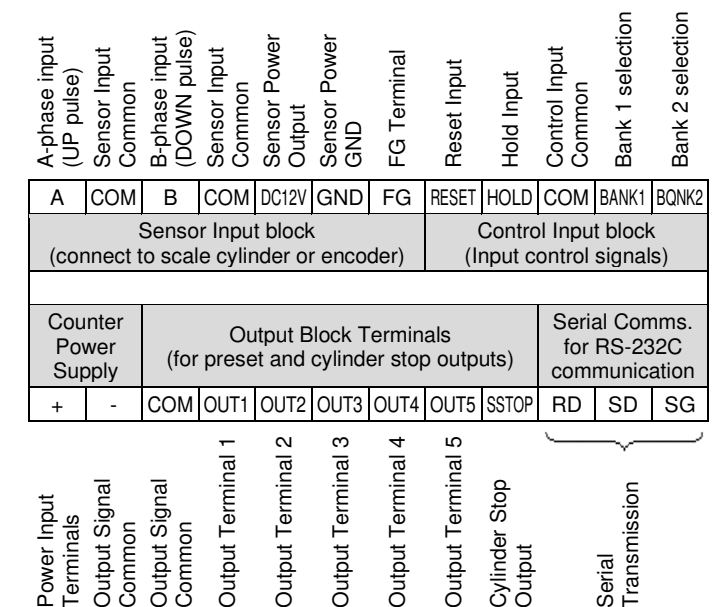 A-phase input
(UP pulse)
Sensor Input
Common
B-phase input
(DOWN pulse)
Sensor Input
Common
Sensor Power
Output
Sensor Power
GND
FG Terminal
Reset Input
Hold Input
Control Input
Common
Bank 1 selection
Bank 2 selection
A COM B COM DC12V GND FG RESET HOLD COM BANK1 BQNK2
Sensor Input block
(connect to scale cylinder or encoder)
Control Input block
(Input control signals)
Counter
Power
Supply
Output Block Terminals
(for preset and cylinder stop outputs)
Serial Comms.
for RS-232C
communication
+ - COM OUT1 OUT2 OUT3 OUT4 OUT5 SSTOP RD SD SG
Power Input
Terminals
Output Signal
Common
Output Signal
Common
Output Terminal 1
Output Terminal 2
Output Terminal 3
Output Terminal 4
Output Terminal 5
Cylinder Stop
Output
Serial
Transmission